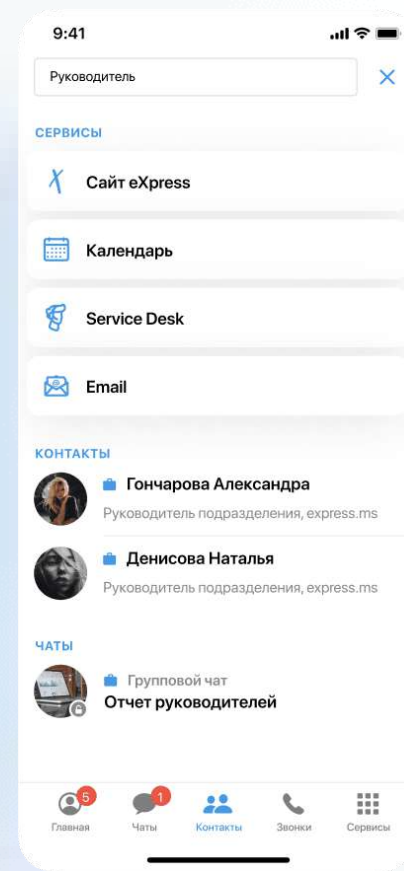 9:41
Руководитель
СЕРВИСЫ
Сайт eXpress
Календарь
Service Desk
Email
КОНТАКТЫ
Гончарова Александра
Руководитель подразделения, express.ms
Денисова Наталья
Руководитель подразделения, express.ms
ЧАТЫ
Групповой чат
Отчет руководителей
5
1
Главная
Чаты
Контакты
Звонки
Сервисы